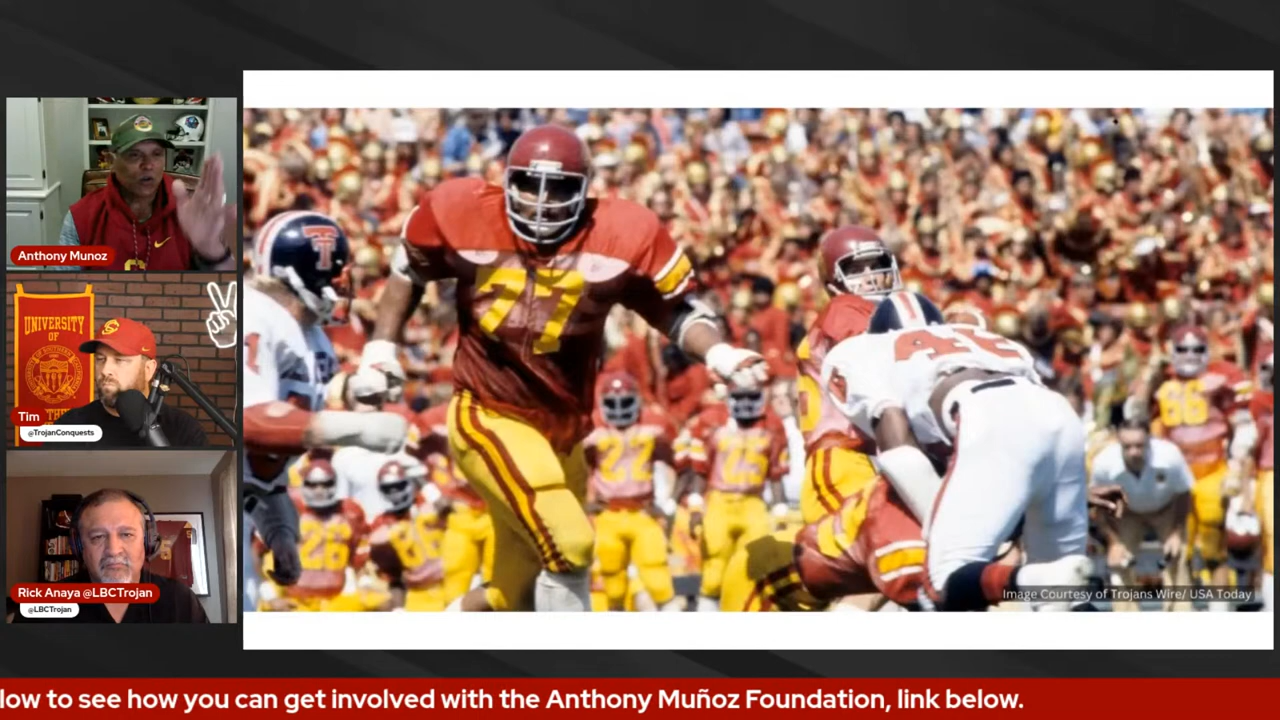 Anthony Munoz
UNIVERSITY
OF
Tim
@TrojanConquests
Rick Anaya @LBCTrojan
@LBCTrojan
T
77
22
25
26
66
Image Courtesy of Trojans Wire/ USA Today
low to see how you can get involved with the Anthony Muñoz Foundation, link below.